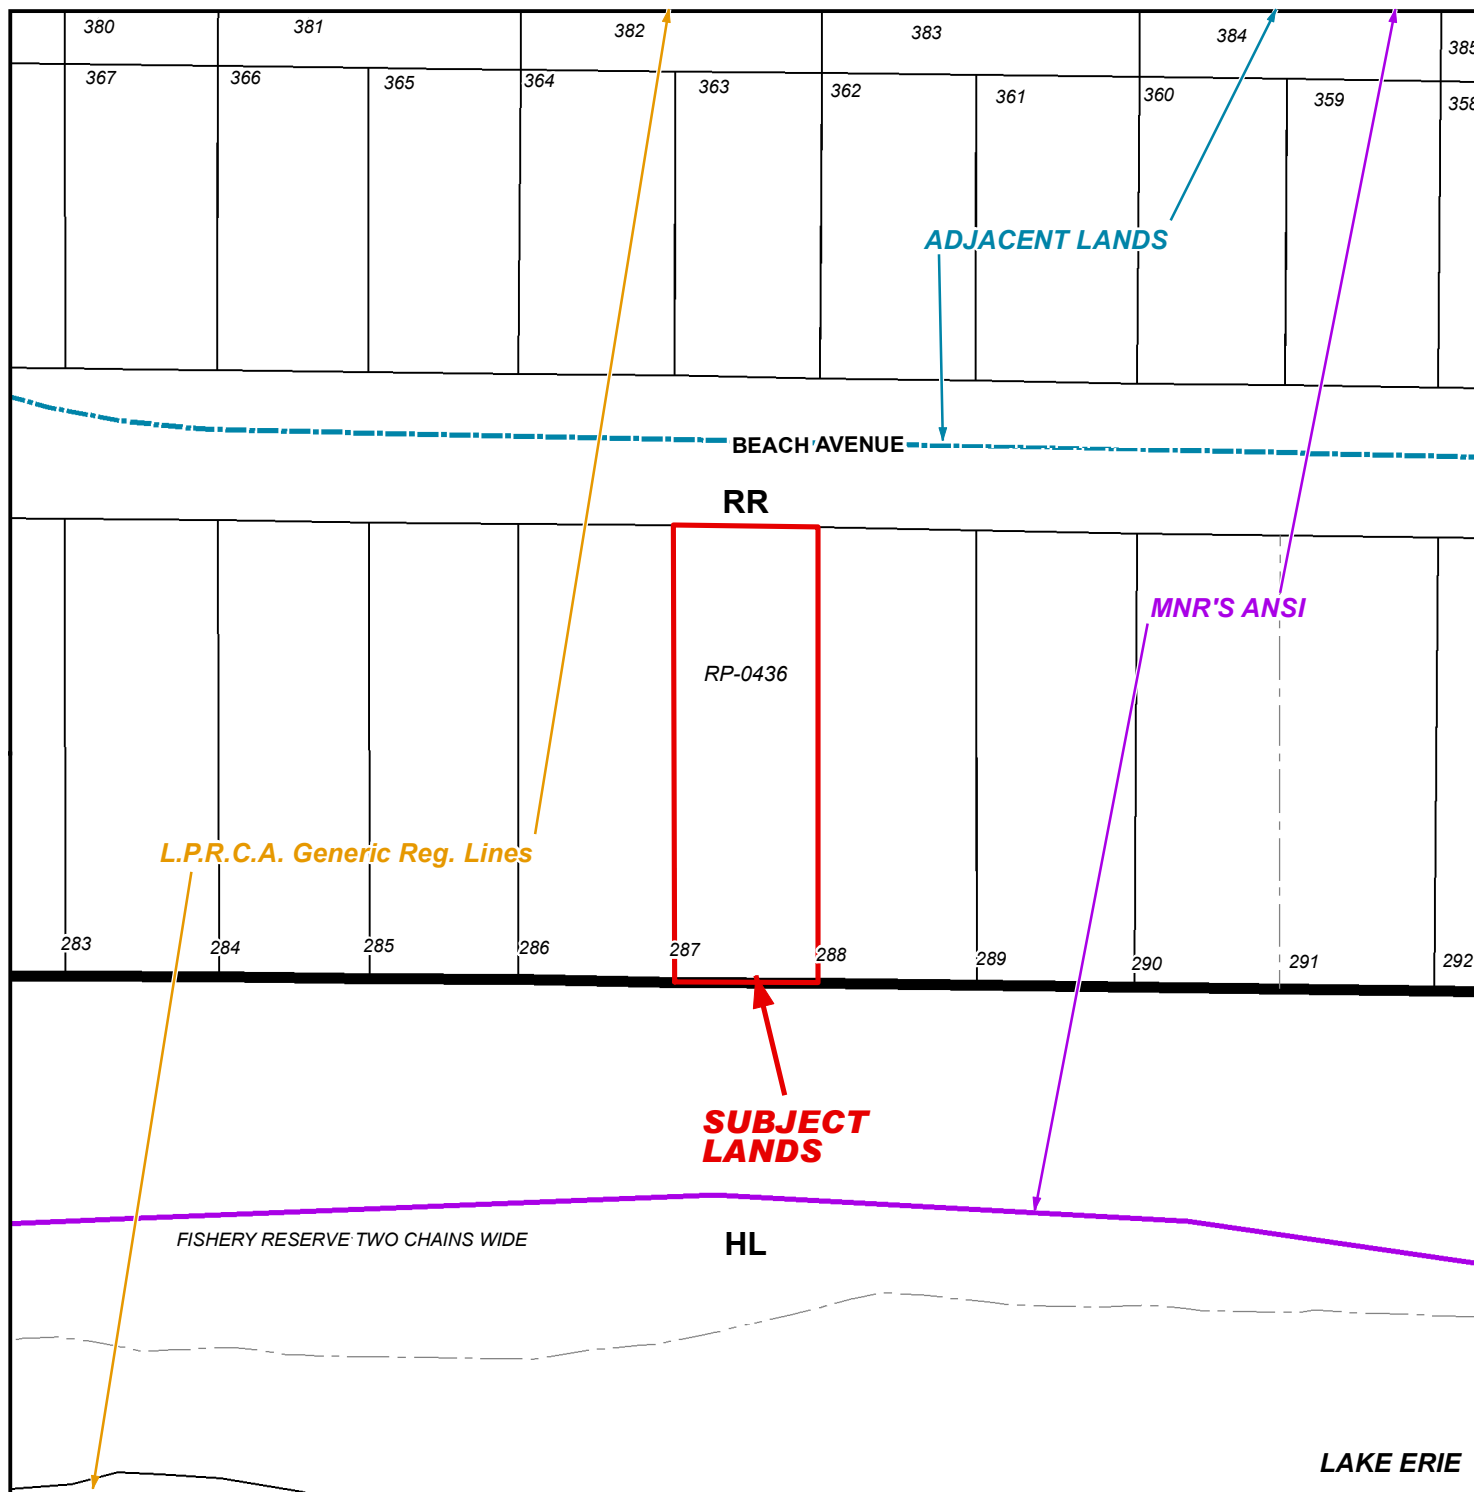 380
381
382
383
384
385
367
366
365
364
363
362
361
360
359
358
ADJACENT LANDS
BEACH AVENUE
RR
MNR'S ANSI
RP-0436
L.P.R.C.A. Generic Reg. Lines
283
284
285
286
287
288
289
290
291
292
SUBJECT
LANDS
FISHERY RESERVE TWO CHAINS WIDE
HL
LAKE ERIE